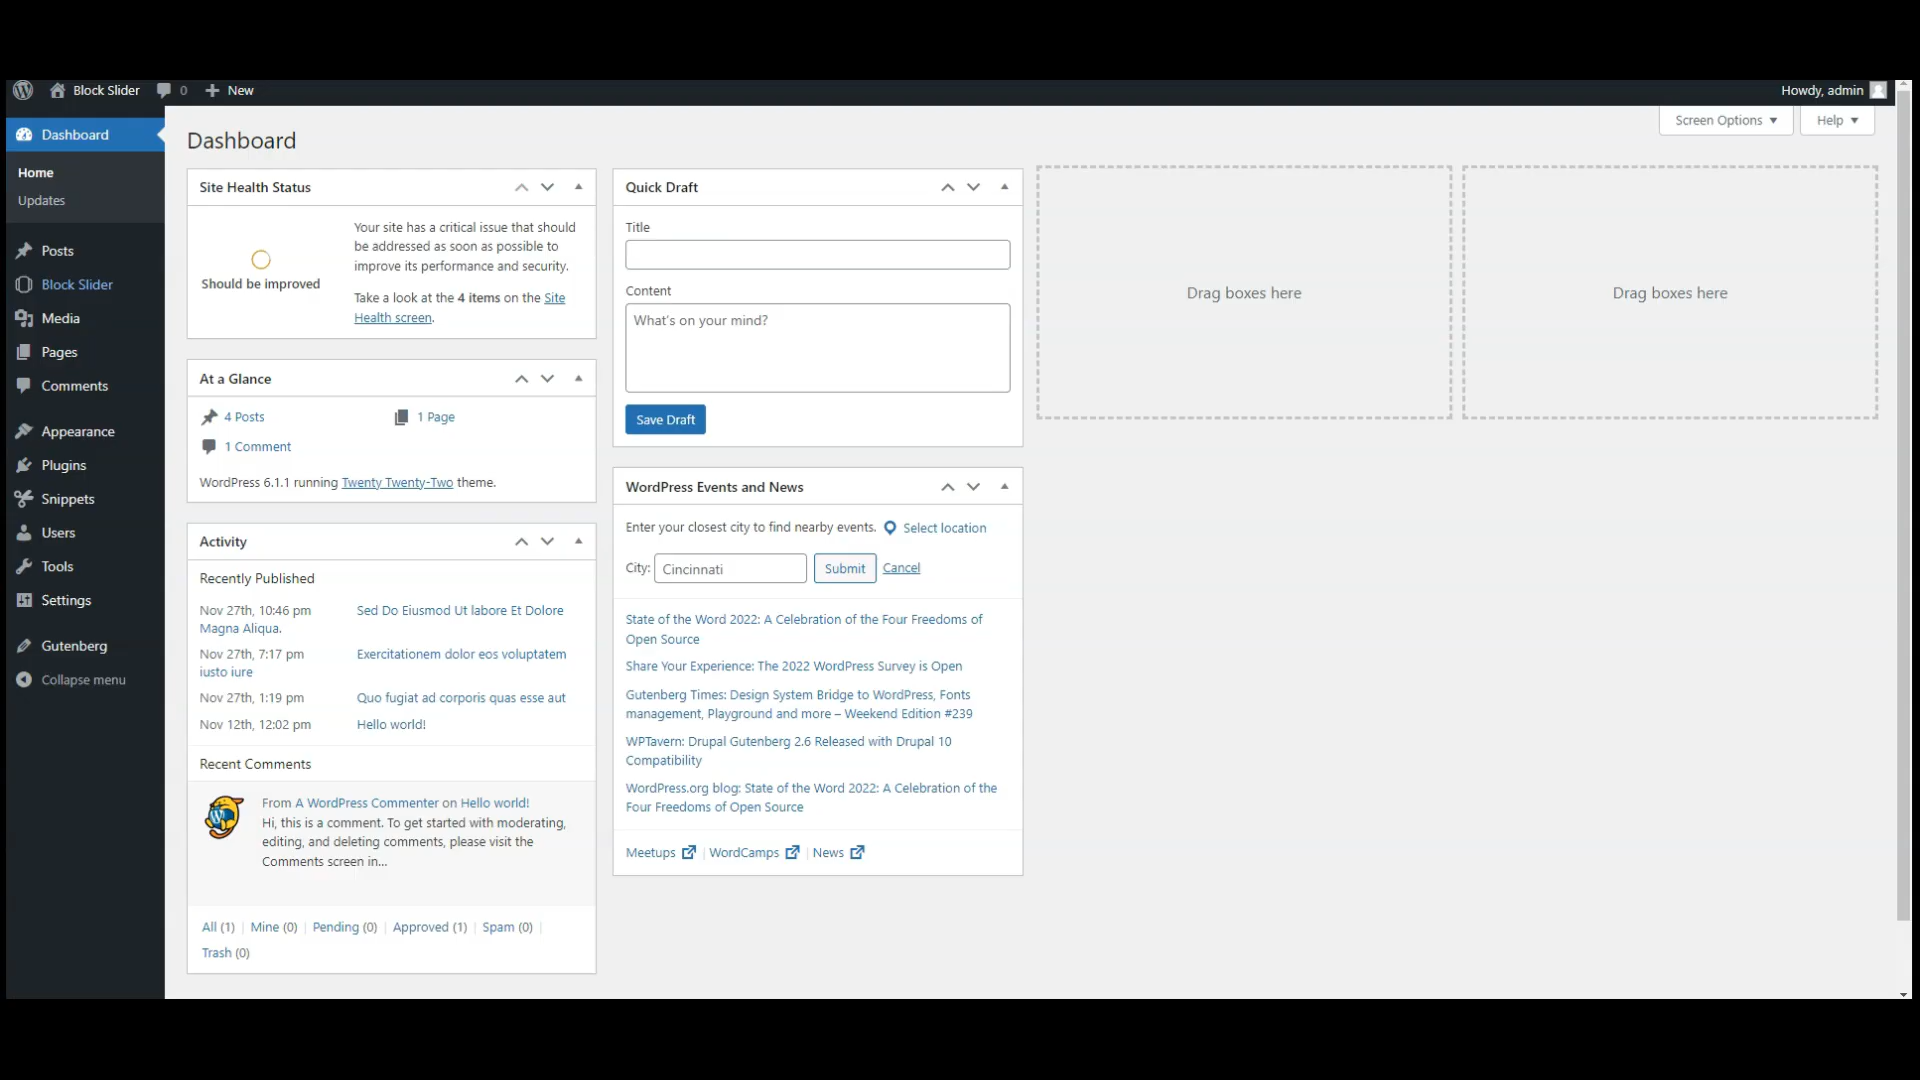 Block Slider 0 New Howdy, admin
Dashboard
Home
Updates
Posts
Block Slider
Media
Pages
Comments
Appearance
Plugins
Snippets
Users
Tools
Settings
Gutenberg
Collapse menu
Screen Options Help
Dashboard
Site Health Status
Should be improved
Your site has a critical issue that should
be addressed as soon as possible to
improve its performance and security.
Take a look at the 4 items on the Site
Health screen.
At a Glance
4 Posts 1 Page
1 Comment
WordPress 6.1.1 running Twenty Twenty-Two theme.
Activity
Recently Published
Nov 27th, 10:46 pm Sed Do Eiusmod Ut labore Et Dolore
Magna Aliqua.
Nov 27th, 7:17 pm Exercitationem dolor eos voluptatem
iusto iure
Nov 27th, 1:19 pm Quo fugiat ad corporis quas esse aut
Nov 12th, 12:02 pm Hello world!
Recent Comments
From A WordPress Commenter on Hello world!
Hi, this is a comment. To get started with moderating,
editing, and deleting comments, please visit the
Comments screen in...
All (1) | Mine (0) | Pending (0) | Approved (1) | Spam (0) |
Trash (0)
Quick Draft
Title
Content
What's on your mind?
Save Draft
WordPress Events and News
Enter your closest city to find nearby events. Select location
City: Cincinnati Submit Cancel
State of the Word 2022: A Celebration of the Four Freedoms of
Open Source
Share Your Experience: The 2022 WordPress Survey is Open
Gutenberg Times: Design System Bridge to WordPress, Fonts
management, Playground and more – Weekend Edition #239
WPTavern: Drupal Gutenberg 2.6 Released with Drupal 10
Compatibility
WordPress.org blog: State of the Word 2022: A Celebration of the
Four Freedoms of Open Source
Meetups | WordCamps | News
Drag boxes here
Drag boxes here